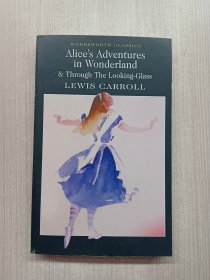 WORDSWORTH CLASSICS
Alice's Adventures
in Wonderland
& Through The Looking-Glass
LEWIS CARROLL